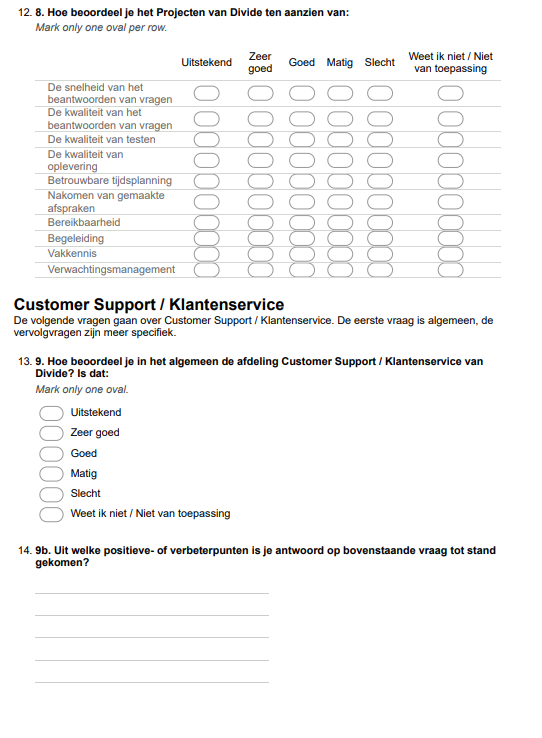 12. 8. Hoe beoordeel je het Projecten van Divide ten aanzien van:
Mark only one oval per row.
Uitstekend Zeer goed Goed Matig Slecht Weet ik niet / Niet van toepassing
De snelheid van het
beantwoorden van vragen
De kwaliteit van het
beantwoorden van vragen
De kwaliteit van testen
De kwaliteit van
oplevering
Betrouwbare tijdsplanning
Nakomen van gemaakte
afspraken
Bereikbaarheid
Begeleiding
Vakkennis
Verwachtingsmanagement
Customer Support / Klantenservice
De volgende vragen gaan over Customer Support / Klantenservice. De eerste vraag is algemeen, de
vervolgvragen zijn meer specifiek.
13. 9. Hoe beoordeel je in het algemeen de afdeling Customer Support / Klantenservice van
Divide? Is dat:
Mark only one oval.
Uitstekend
Zeer goed
Goed
Matig
Slecht
Weet ik niet / Niet van toepassing
14. 9b. Uit welke positieve- of verbeterpunten is je antwoord op bovenstaande vraag tot stand
gekomen?